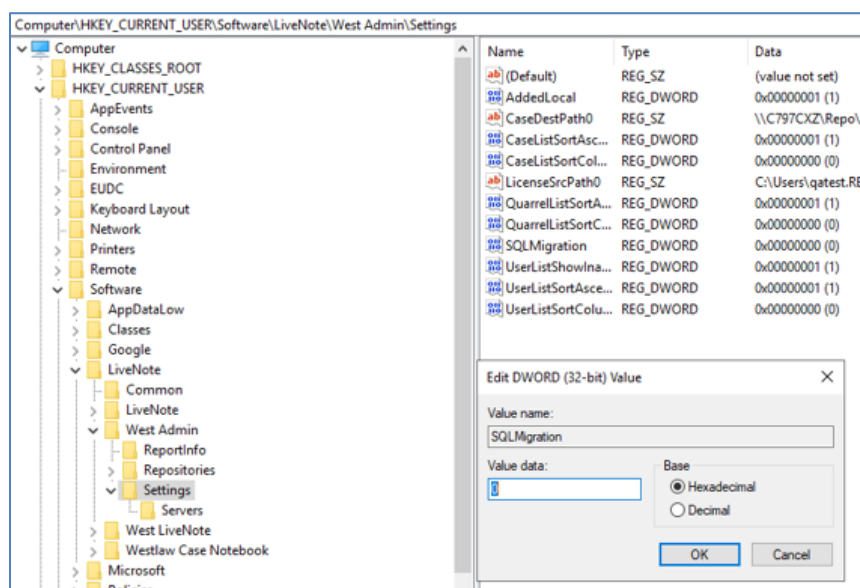 Computer\HKEY_CURRENT_USER\Software\LiveNote\West Admin\Settings
Computer
HKEY_CLASSES_ROOT
HKEY_CURRENT_USER
AppEvents
Console
Control Panel
Environment
EUDC
Keyboard Layout
Network
Printers
Remote
Software
AppDataLow
Classes
Google
LiveNote
Common
LiveNote
West Admin
ReportInfo
Repositories
Settings
Servers
West LiveNote
Westlaw Case Notebook
Microsoft
Name Type Data
(Default) REG_SZ (value not set)
AddedLocal REG_DWORD 0x00000001 (1)
CaseDestPath0 REG_SZ \\C797CXZ\Repo\
CaseListSortAsc... REG_DWORD 0x00000001 (1)
CaseListSortCol... REG_DWORD 0x00000000 (0)
LicenseSrcPath0 REG_SZ C:\Users\qatest.RE
QuarrelListSortA... REG_DWORD 0x00000001 (1)
QuarrelListSortC... REG_DWORD 0x00000000 (0)
SQLMigration REG_DWORD 0x00000000 (0)
UserListShowIna... REG_DWORD 0x00000001 (1)
UserListSortAsce... REG_DWORD 0x00000001 (1)
UserListSortColu... REG_DWORD 0x00000000 (0)
Edit DWORD (32-bit) Value
Value name:
SQLMigration
Value data:
0
Base
Hexadecimal
Decimal
OK Cancel